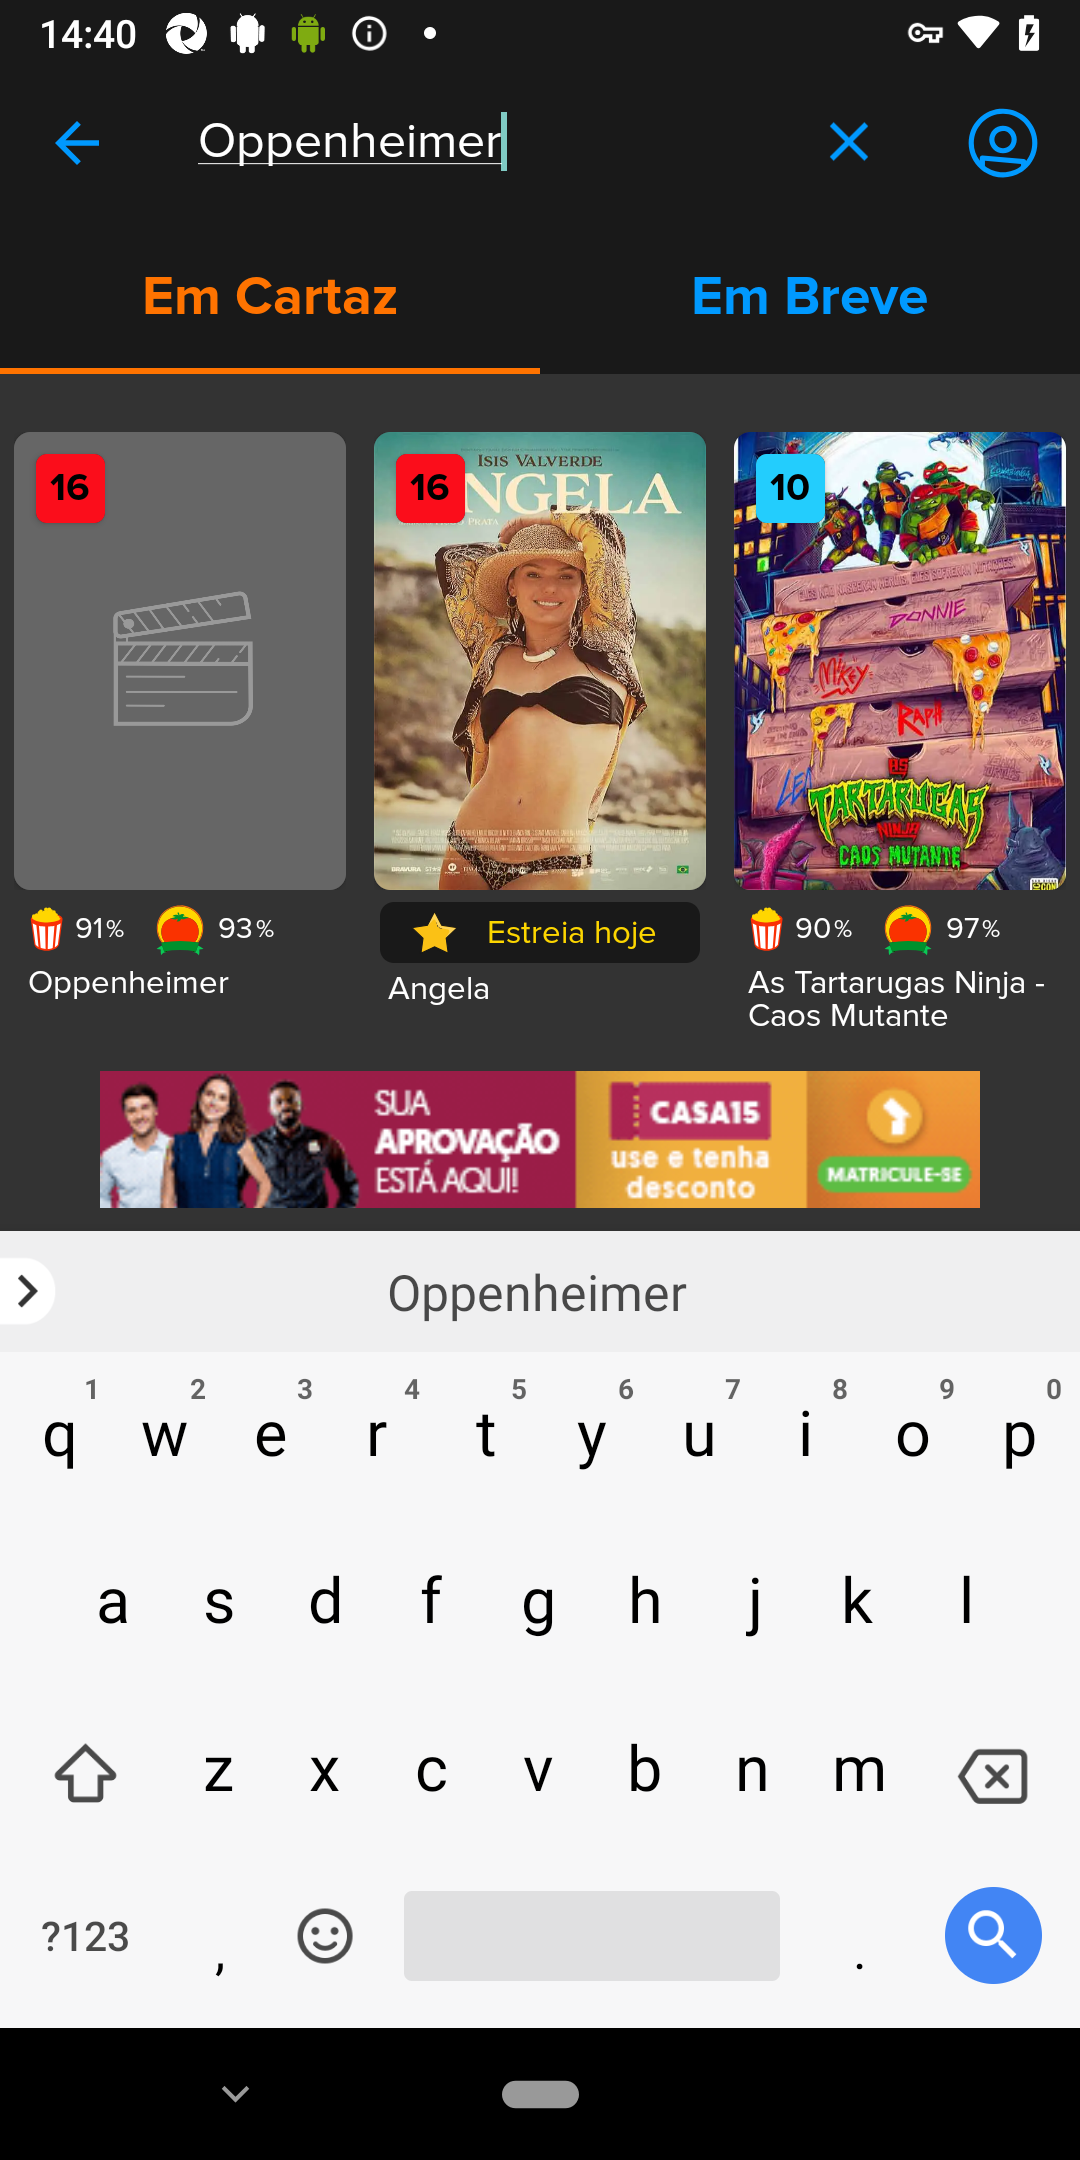 14:40
Oppenheimer
Em Cartaz
Em Breve
16
16
ISIS VALVERDE
NGELA
PRATA
10
DONNIE
MIKEY
RAPH
LEO
AS
TARTARUGAS
NINJA
CAOS MUTANTE
91%
93%
Estreia hoje
90%
97%
Oppenheimer
Angela
As Tartarugas Ninja -
Caos Mutante
SUA
APROVAÇÃO
ESTÁ AQUI!
CASA15
use e tenha
desconto
MATRICULE-SE
Oppenheimer
1 2 3 4 5 6 7 8 9 0
q w e r t y u i o p
a s d f g h j k l
z x c v b n m
?123 , .